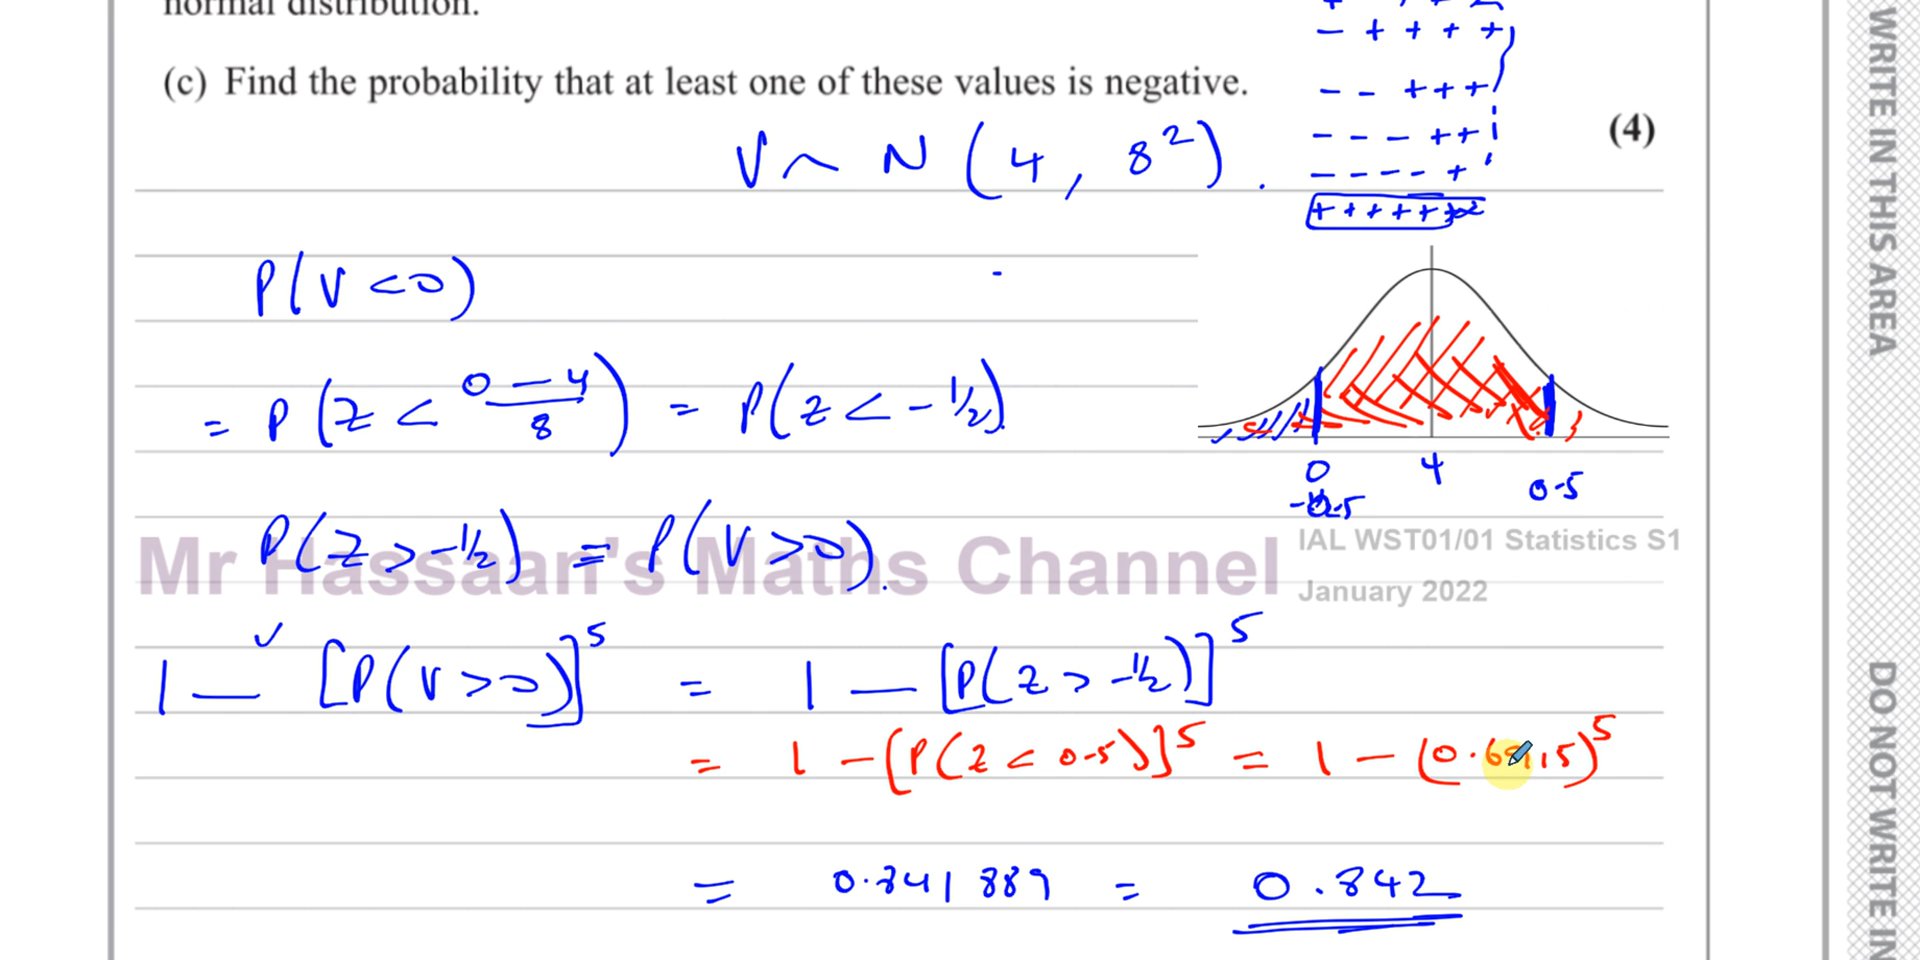 normal distribution.
(c) Find the probability that at least one of these values is negative.
(4)
− + + + +
− − + + +
− − − + +
− − − − +
+ + + + +
V ~ N (4, 8²).
P(V < 0)
= P(Z < (0 − 4)/8) = P(Z < −½)
0 4
-0.5 0.5
P(Z > −½) = P(V > 0).
Mr Hassaan's Maths Channel
IAL WST01/01 Statistics S1
January 2022
1 − [P(V > 0)]⁵ = 1 − [P(Z > −½)]⁵
= 1 − [P(Z < 0.5)]⁵ = 1 − (0.6915)⁵
= 0.841889 = 0.842
WRITE IN THIS AREA
DO NOT WRITE IN